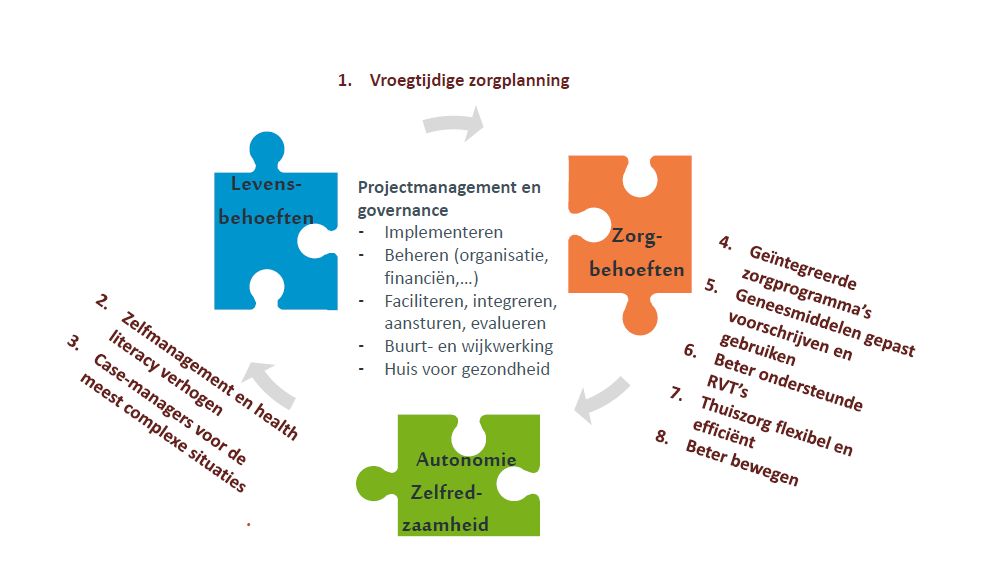 1. Vroegtijdige zorgplanning
Levens-
behoeften
Projectmanagement en
governance
- Implementeren
- Beheren (organisatie,
financiën,...)
- Faciliteren, integreren,
aansturen, evalueren
- Buurt- en wijkwerking
- Huis voor gezondheid
Zorg-
behoeften
4. Geïntegreerde
zorgprogramma's
5. Geneesmiddelen gepast
voorschrijven en
gebruiken
6. Beter ondersteunde
RVT's
7. Thuiszorg flexibel en
efficiënt
8. Beter bewegen
2. Zelfmanagement en health
literacy verhogen
3. Case-managers voor de
meest complexe situaties
Autonomie
Zelfred-
zaamheid